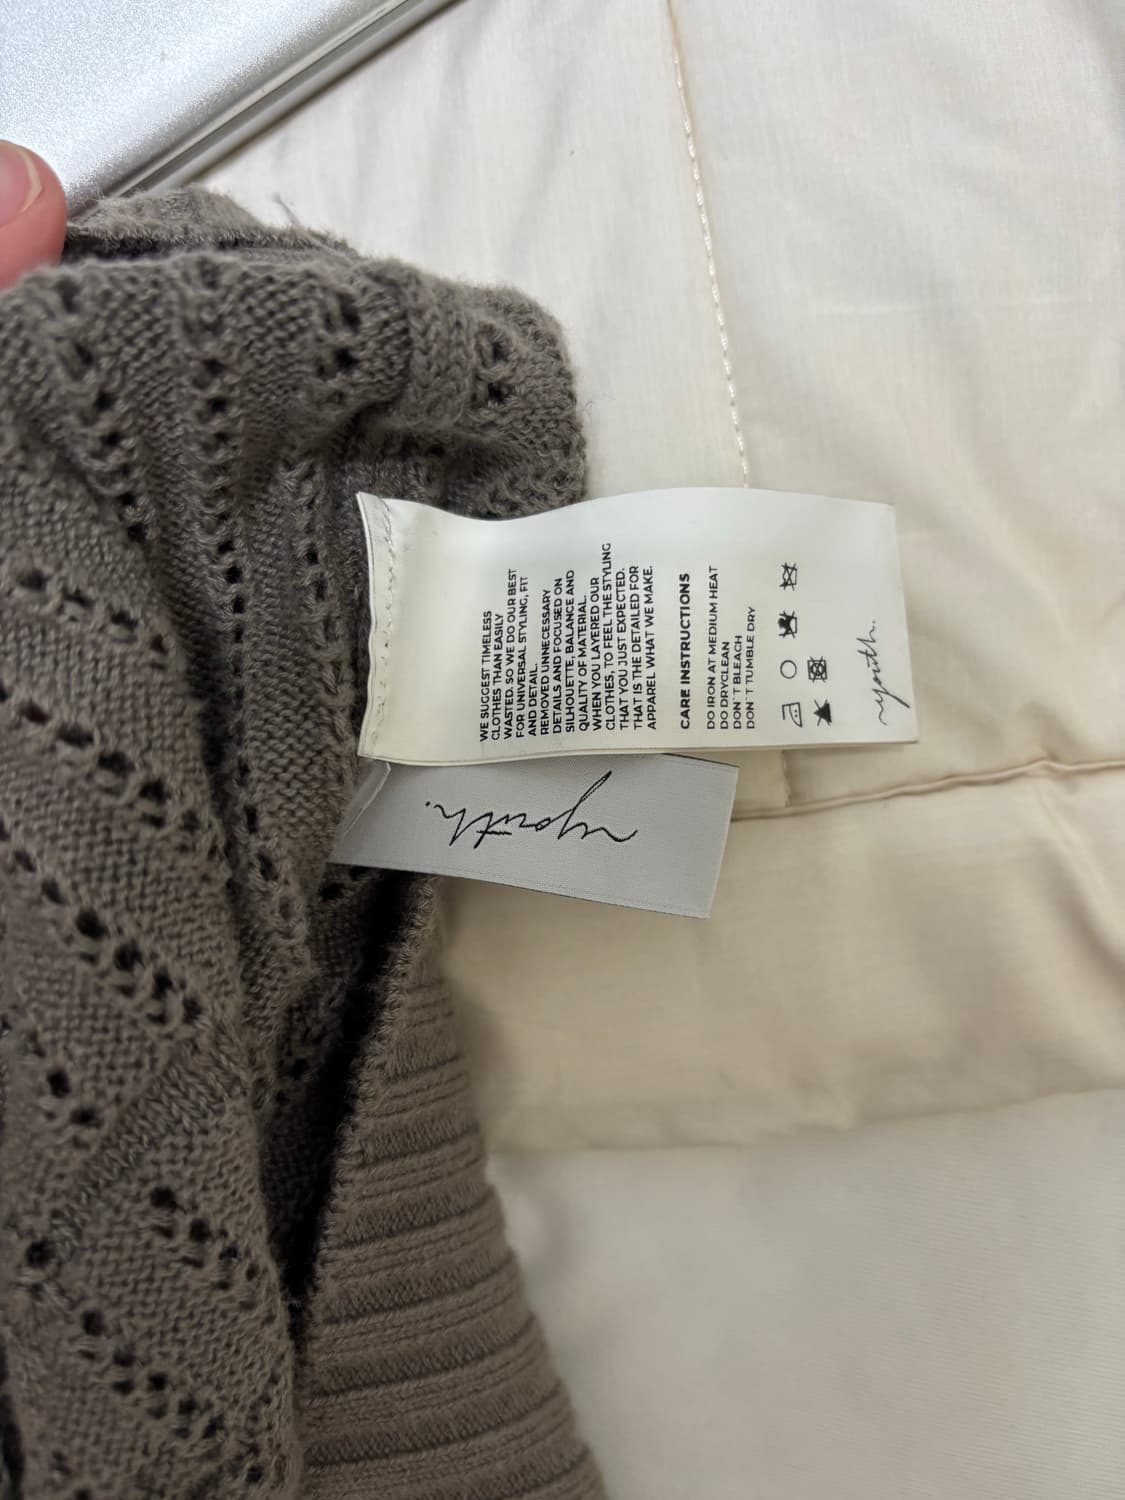 WE SUGGEST TIMELESS
CLOTHES THAN EASILY
WASTED. SO WE DO OUR BEST
FOR UNIVERSAL STYLING, FIT
AND DETAIL.
REMOVED UNNECESSARY
DETAILS AND FOCUSED ON
SILHOUETTE, BALANCE AND
QUALITY OF MATERIAL.
WHEN YOU LAYERED OUR
CLOTHES, TO FEEL THE STYLING
THAT YOU JUST EXPECTED.
THAT IS THE DETAILED FOR
APPAREL WHAT WE MAKE.
CARE INSTRUCTIONS
DO IRON AT MEDIUM HEAT
DO DRYCLEAN
DON`T BLEACH
DON`T TUMBLE DRY
nyouth.
nyouth.